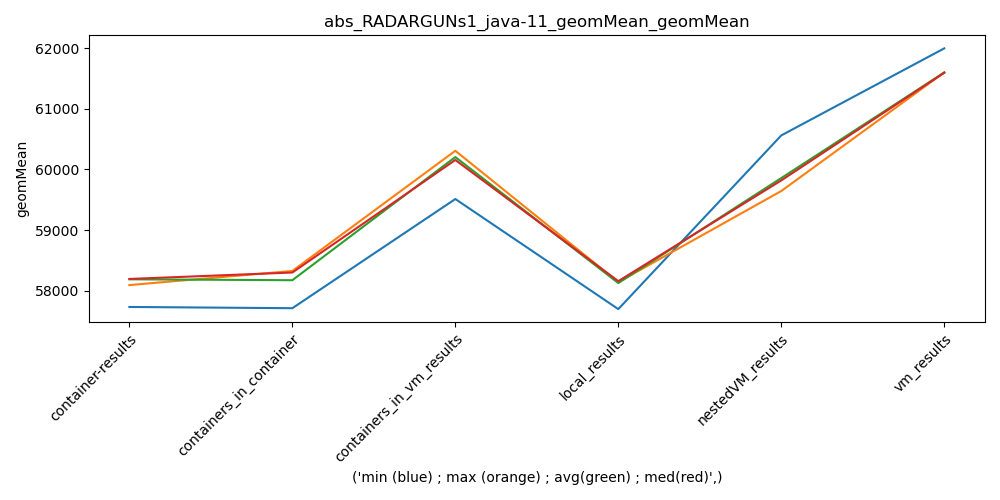 abs_RADARGUNs1_java-11_geomMean_geomMean
62000
61000
60000
59000
58000
geomMean
container-results
containers_in_container
containers_in_vm_results
local_results
nestedVM_results
vm_results
('min (blue) ; max (orange) ; avg(green) ; med(red)',)